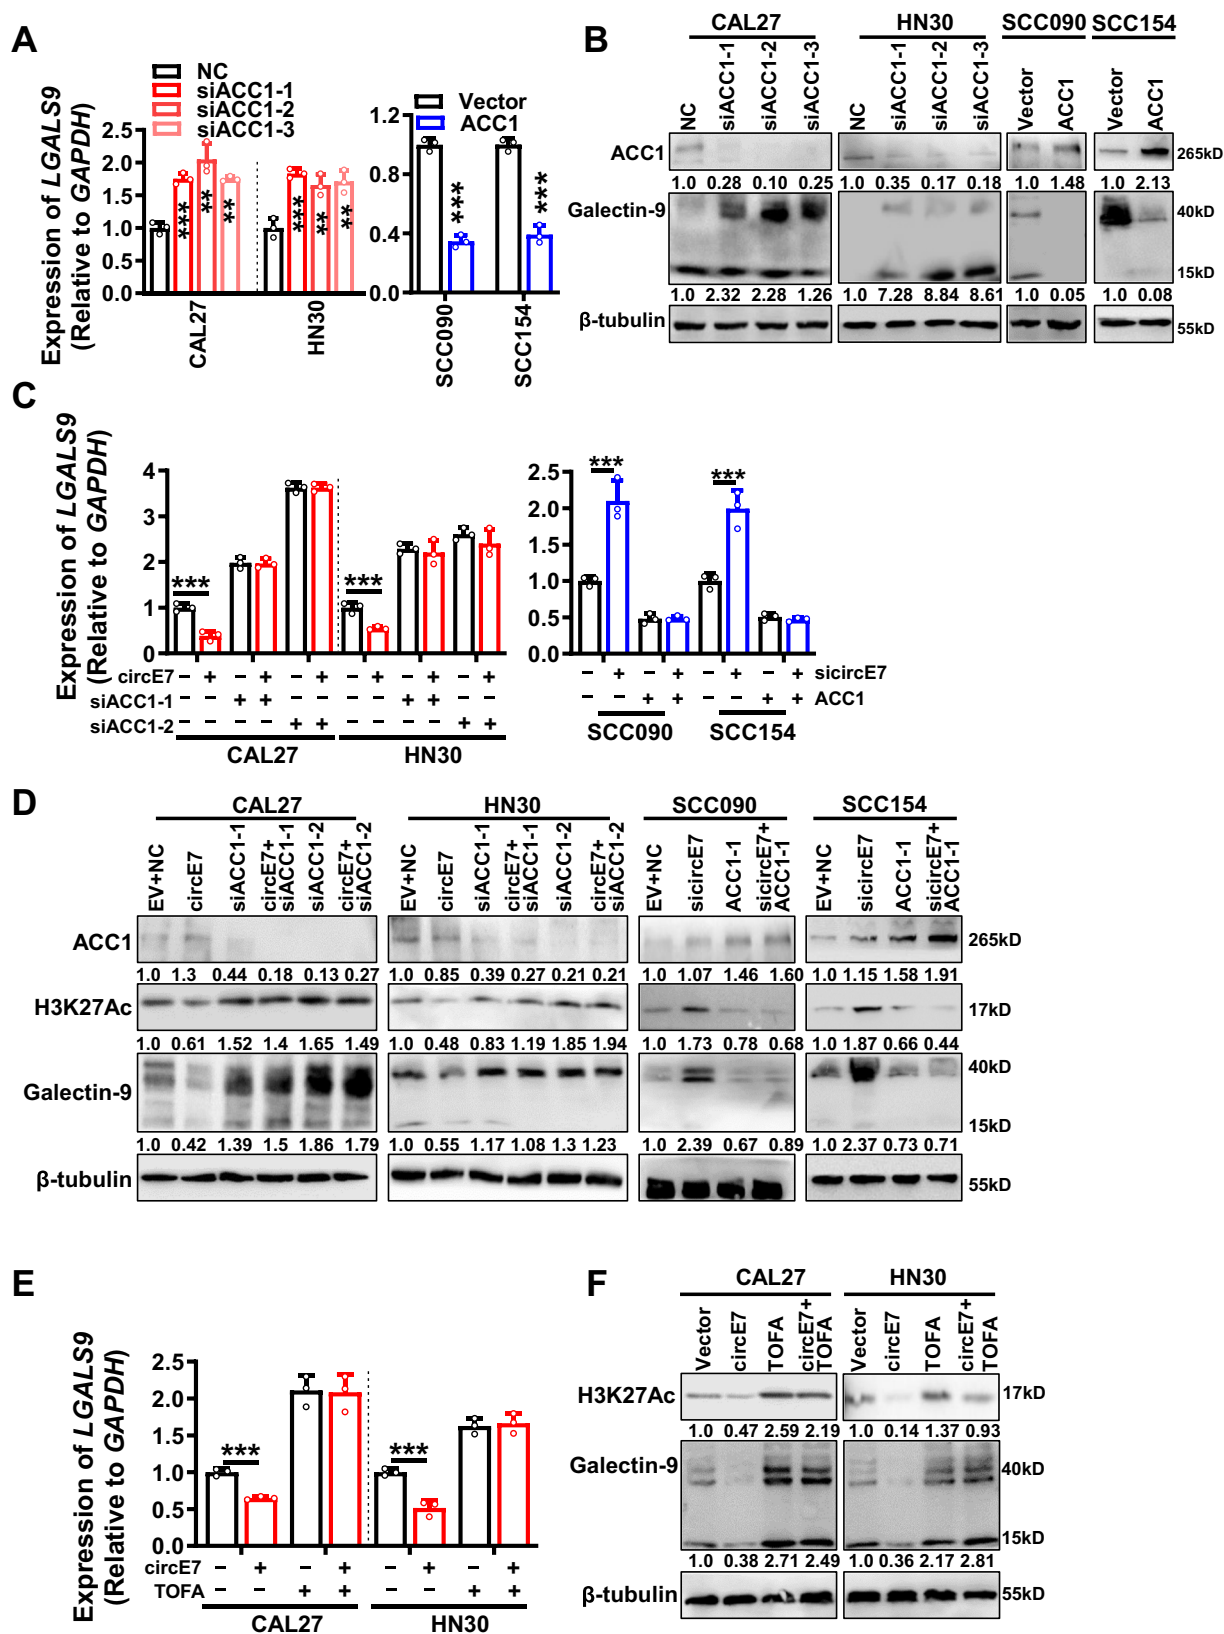 A
NC
siACC1-1
siACC1-2
siACC1-3
Expression of LGALS9
(Relative to GAPDH)
2.5
2.0
1.5
1.0
0.5
0.0
*** ** ** *** ** **
CAL27 HN30
Vector
ACC1
1.2
0.8
0.4
0.0
*** ***
SCC090 SCC154
B
CAL27 HN30 SCC090 SCC154
NC siACC1-1 siACC1-2 siACC1-3 NC siACC1-1 siACC1-2 siACC1-3 Vector ACC1 Vector ACC1
ACC1 265kD
1.0 0.28 0.10 0.25 1.0 0.35 0.17 0.18 1.0 1.48 1.0 2.13
Galectin-9 40kD
15kD
1.0 2.32 2.28 1.26 1.0 7.28 8.84 8.61 1.0 0.05 1.0 0.08
β-tubulin 55kD
C
Expression of LGALS9
(Relative to GAPDH)
4
3
2
1
0
*** ***
circE7 − + − + − + − + − + − +
siACC1-1 − − + + − − − − + + − −
siACC1-2 − − − − + + − − − − + +
CAL27 HN30
2.5
2.0
1.5
1.0
0.5
0.0
*** ***
− + − + − + − + sicircE7
− − + + − − + + ACC1
SCC090 SCC154
D
CAL27 HN30 SCC090 SCC154
EV+NC circE7 siACC1-1 circE7+ siACC1-1 siACC1-2 circE7+ siACC1-2 EV+NC circE7 siACC1-1 circE7+ siACC1-1 siACC1-2 circE7+ siACC1-2 EV+NC sicircE7 ACC1-1 sicircE7+ ACC1-1 EV+NC sicircE7 ACC1-1 sicircE7+ ACC1-1
ACC1 265kD
1.0 1.3 0.44 0.18 0.13 0.27 1.0 0.85 0.39 0.27 0.21 0.21 1.0 1.07 1.46 1.60 1.0 1.15 1.58 1.91
H3K27Ac 17kD
1.0 0.61 1.52 1.4 1.65 1.49 1.0 0.48 0.83 1.19 1.85 1.94 1.0 1.73 0.78 0.68 1.0 1.87 0.66 0.44
Galectin-9 40kD
15kD
1.0 0.42 1.39 1.5 1.86 1.79 1.0 0.55 1.17 1.08 1.3 1.23 1.0 2.39 0.67 0.89 1.0 2.37 0.73 0.71
β-tubulin 55kD
E
Expression of LGALS9
(Relative to GAPDH)
2.5
2.0
1.5
1.0
0.5
0.0
*** ***
circE7 − + − + − + − +
TOFA − − + + − − + +
CAL27 HN30
F
CAL27 HN30
Vector circE7 TOFA circE7+ TOFA Vector circE7 TOFA circE7+ TOFA
H3K27Ac 17kD
1.0 0.47 2.59 2.19 1.0 0.14 1.37 0.93
Galectin-9 40kD
15kD
1.0 0.38 2.71 2.49 1.0 0.36 2.17 2.81
β-tubulin 55kD